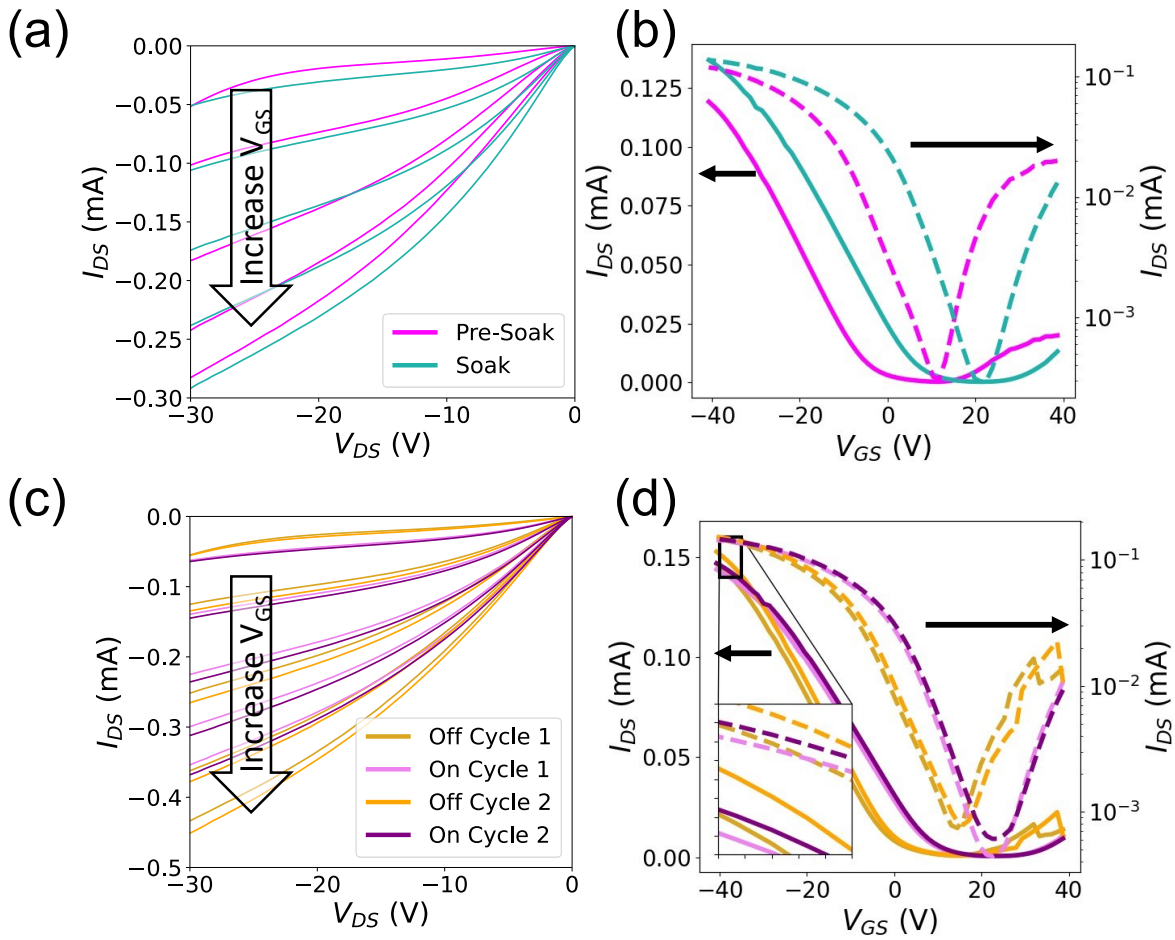 (a)
0.00
−0.05
−0.10
−0.15
−0.20
−0.25
−0.30
I_DS (mA)
Increase V_GS
Pre-Soak
Soak
−30
−20
−10
0
V_DS (V)
(b)
0.125
0.100
0.075
0.050
0.025
0.000
I_DS (mA)
10⁻¹
10⁻²
10⁻³
I_DS (mA)
−40
−20
0
20
40
V_GS (V)
(c)
0.0
−0.1
−0.2
−0.3
−0.4
−0.5
I_DS (mA)
Increase V_GS
Off Cycle 1
On Cycle 1
Off Cycle 2
On Cycle 2
−30
−20
−10
0
V_DS (V)
(d)
0.15
0.10
0.05
0.00
I_DS (mA)
10⁻¹
10⁻²
10⁻³
I_DS (mA)
−40
−20
0
20
40
V_GS (V)